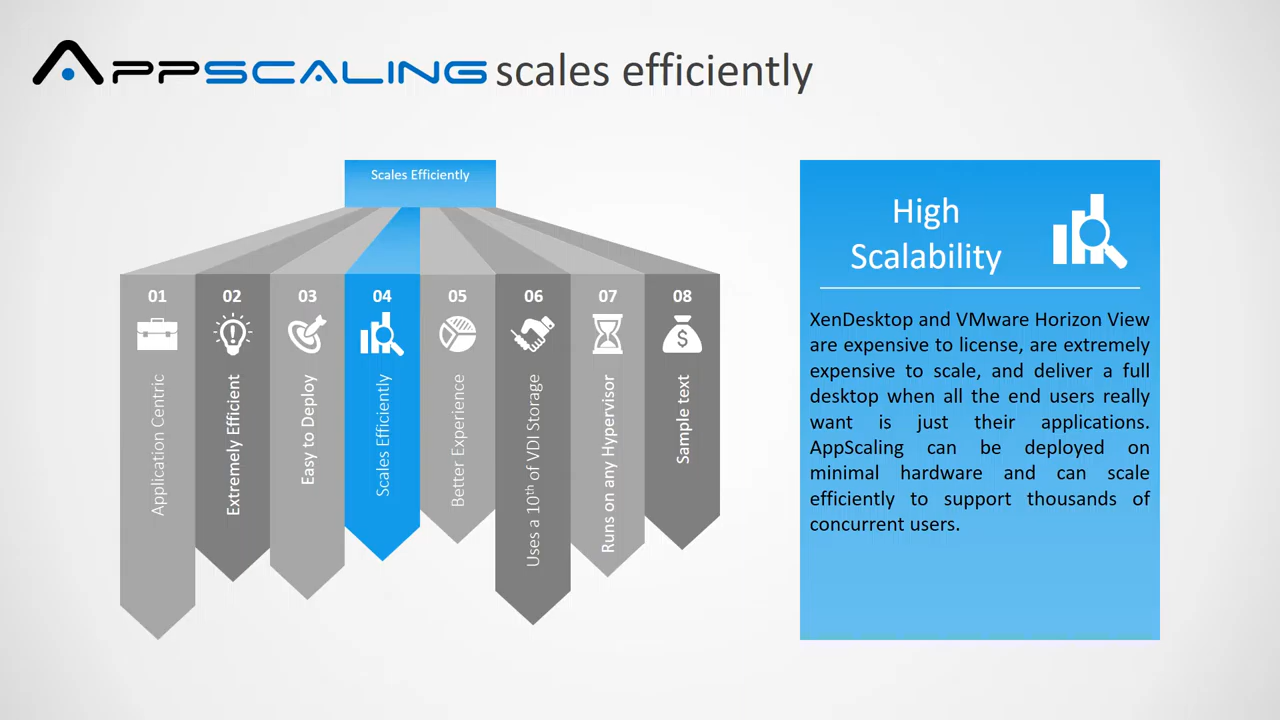 APPSCALING scales efficiently
Scales Efficiently
01
02
03
04
05
06
07
08
Application Centric
Extremely Efficient
Easy to Deploy
Scales Efficiently
Better Experience
Uses a 10th of VDI Storage
Runs on any Hypervisor
Sample text
$
High
Scalability
XenDesktop and VMware Horizon View
are expensive to license, are extremely
expensive to scale, and deliver a full
desktop when all the end users really
want is just their applications.
AppScaling can be deployed on
minimal hardware and can scale
efficiently to support thousands of
concurrent users.